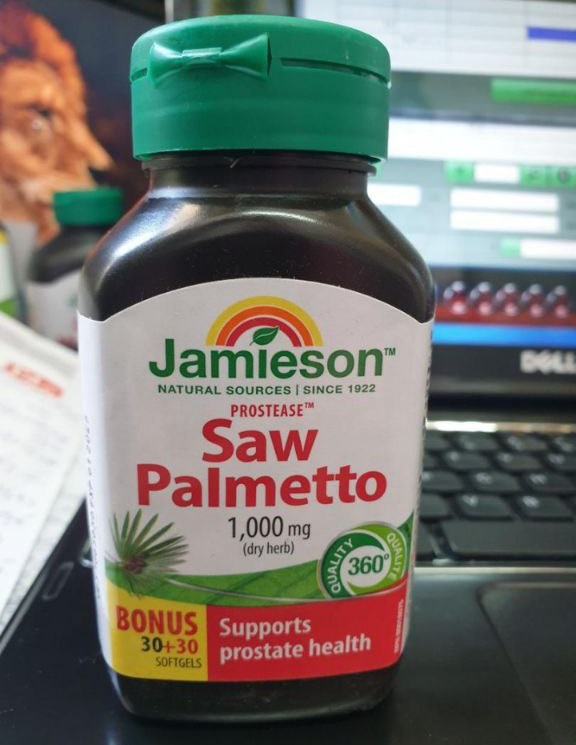 Jamieson™
NATURAL SOURCES | SINCE 1922
PROSTEASE™
Saw
Palmetto
1,000 mg
(dry herb)
QUALITY
360°
QUALITY
BONUS
30+30
SOFTGELS
Supports
prostate health
DELL